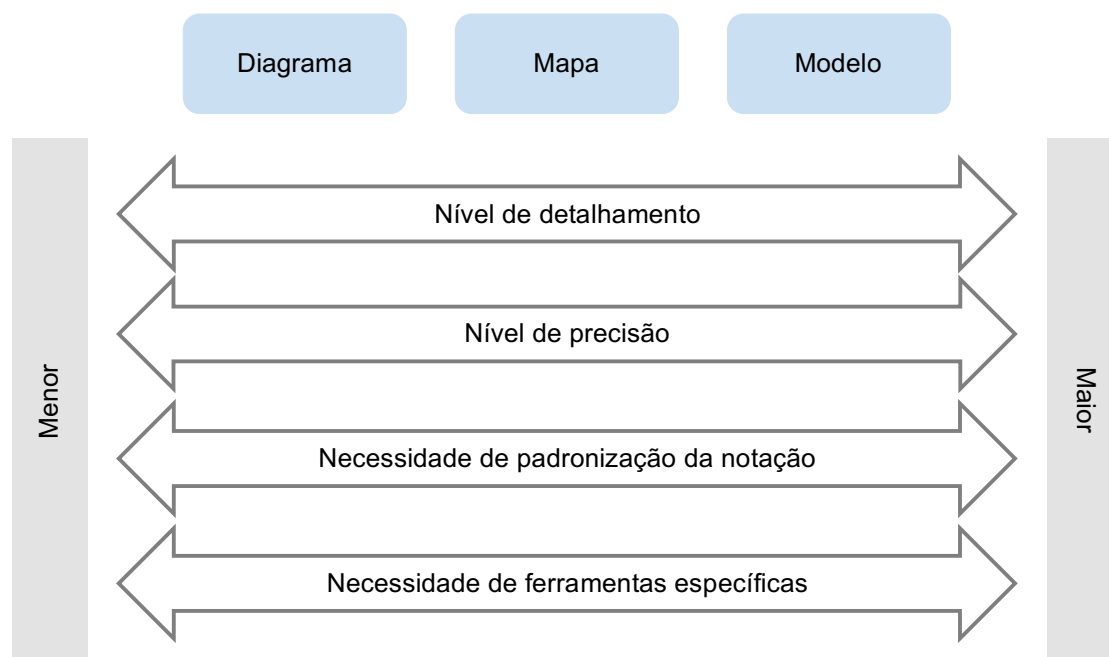 Diagrama
Mapa
Modelo
Menor
Nível de detalhamento
Nível de precisão
Necessidade de padronização da notação
Necessidade de ferramentas específicas
Maior